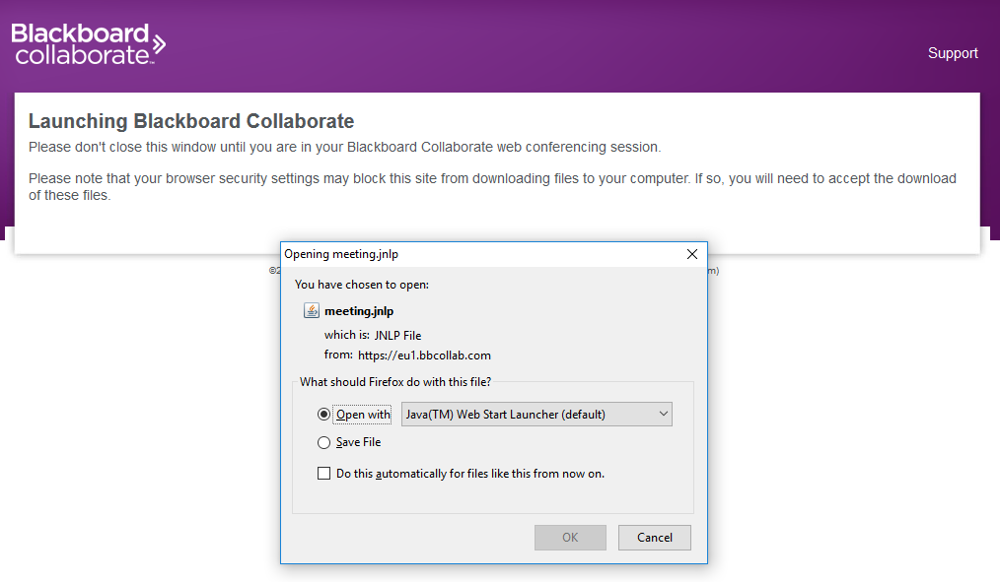 Blackboard
collaborate™
Support
Launching Blackboard Collaborate
Please don't close this window until you are in your Blackboard Collaborate web conferencing session.
Please note that your browser security settings may block this site from downloading files to your computer. If so, you will need to accept the download
of these files.
Opening meeting.jnlp
©2
m)
You have chosen to open:
meeting.jnlp
which is: JNLP File
from: https://eu1.bbcollab.com
What should Firefox do with this file?
Open with Java(TM) Web Start Launcher (default)
Save File
Do this automatically for files like this from now on.
OK Cancel